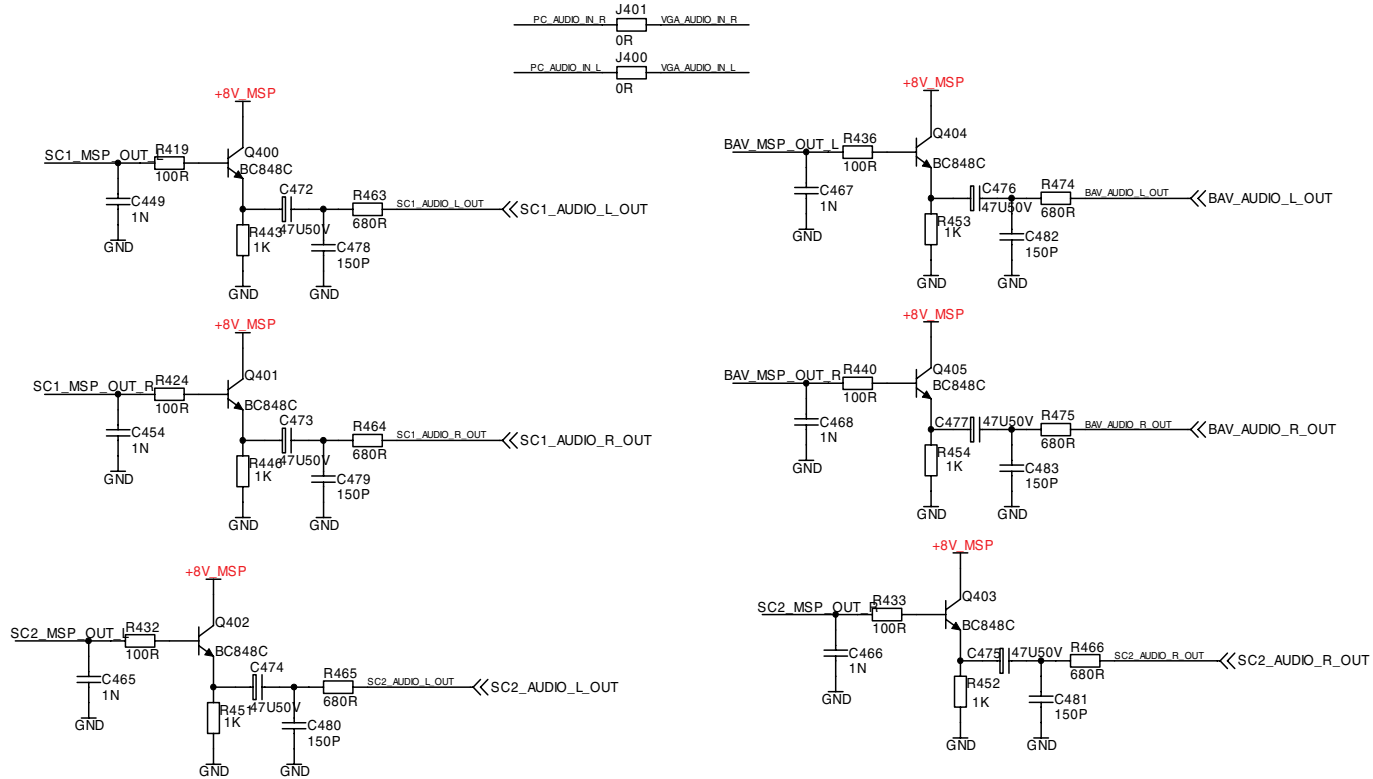 J401
PC_AUDIO_IN_R
VGA_AUDIO_IN_R
0R
J400
PC_AUDIO_IN_L
VGA_AUDIO_IN_L
0R
+8V_MSP
SC1_MSP_OUT_L
R419
100R
Q400
BC848C
C449
1N
GND
C472
47U50V
R463
680R
SC1_AUDIO_L_OUT
SC1_AUDIO_L_OUT
R443
1K
C478
150P
GND
GND
+8V_MSP
BAV_MSP_OUT_L
R436
100R
Q404
BC848C
C467
1N
GND
C476
47U50V
R474
680R
BAV_AUDIO_L_OUT
BAV_AUDIO_L_OUT
R453
1K
C482
150P
GND
GND
+8V_MSP
SC1_MSP_OUT_R
R424
100R
Q401
BC848C
C454
1N
GND
C473
47U50V
R464
680R
SC1_AUDIO_R_OUT
SC1_AUDIO_R_OUT
R446
1K
C479
150P
GND
GND
+8V_MSP
BAV_MSP_OUT_R
R440
100R
Q405
BC848C
C468
1N
GND
C477
47U50V
R475
680R
BAV_AUDIO_R_OUT
BAV_AUDIO_R_OUT
R454
1K
C483
150P
GND
GND
+8V_MSP
SC2_MSP_OUT_L
R432
100R
Q402
BC848C
C465
1N
GND
C474
47U50V
R465
680R
SC2_AUDIO_L_OUT
SC2_AUDIO_L_OUT
R451
1K
C480
150P
GND
GND
+8V_MSP
SC2_MSP_OUT_R
R433
100R
Q403
BC848C
C466
1N
GND
C475
47U50V
R466
680R
SC2_AUDIO_R_OUT
SC2_AUDIO_R_OUT
R452
1K
C481
150P
GND
GND